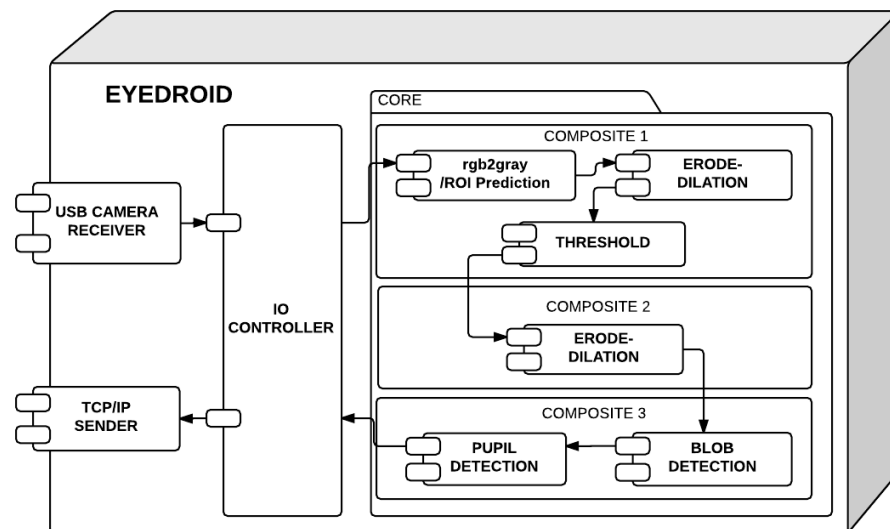 EYEDROID
CORE
COMPOSITE 1
rgb2gray
/ROI Prediction
ERODE-
DILATION
THRESHOLD
USB CAMERA
RECEIVER
IO
CONTROLLER
COMPOSITE 2
ERODE-
DILATION
TCP/IP
SENDER
COMPOSITE 3
PUPIL
DETECTION
BLOB
DETECTION